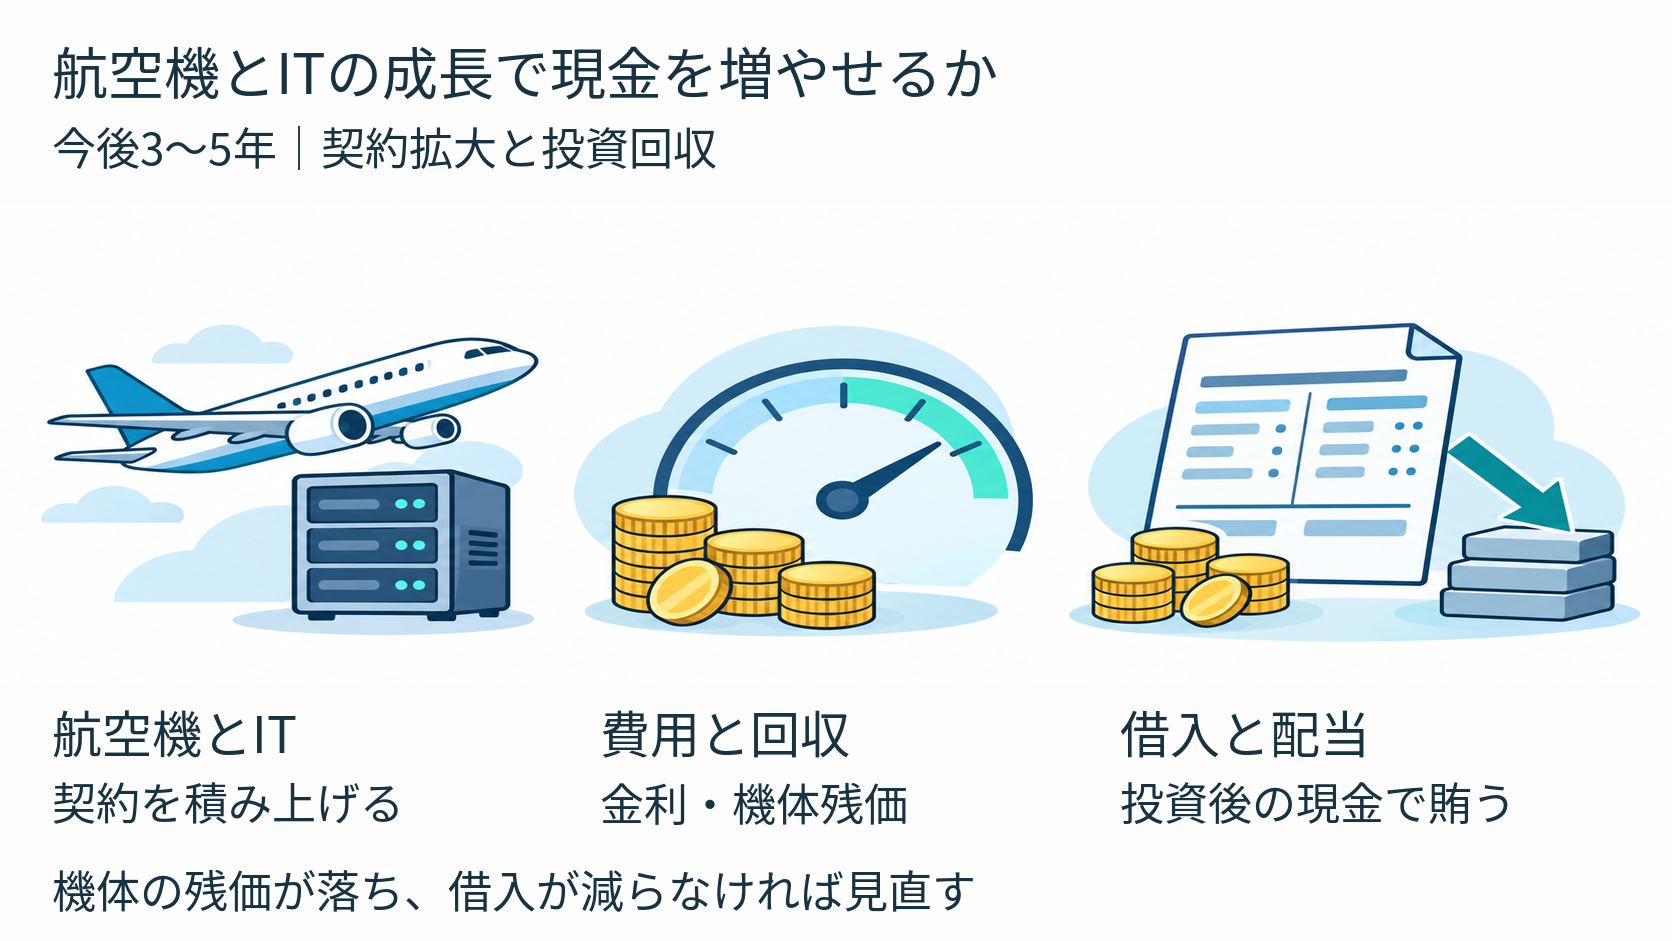 航空機とITの成長で現金を増やせるか
今後3〜5年｜契約拡大と投資回収
航空機とIT
契約を積み上げる
費用と回収
金利・機体残価
借入と配当
投資後の現金で賄う
機体の残価が落ち、借入が減らなければ見直す